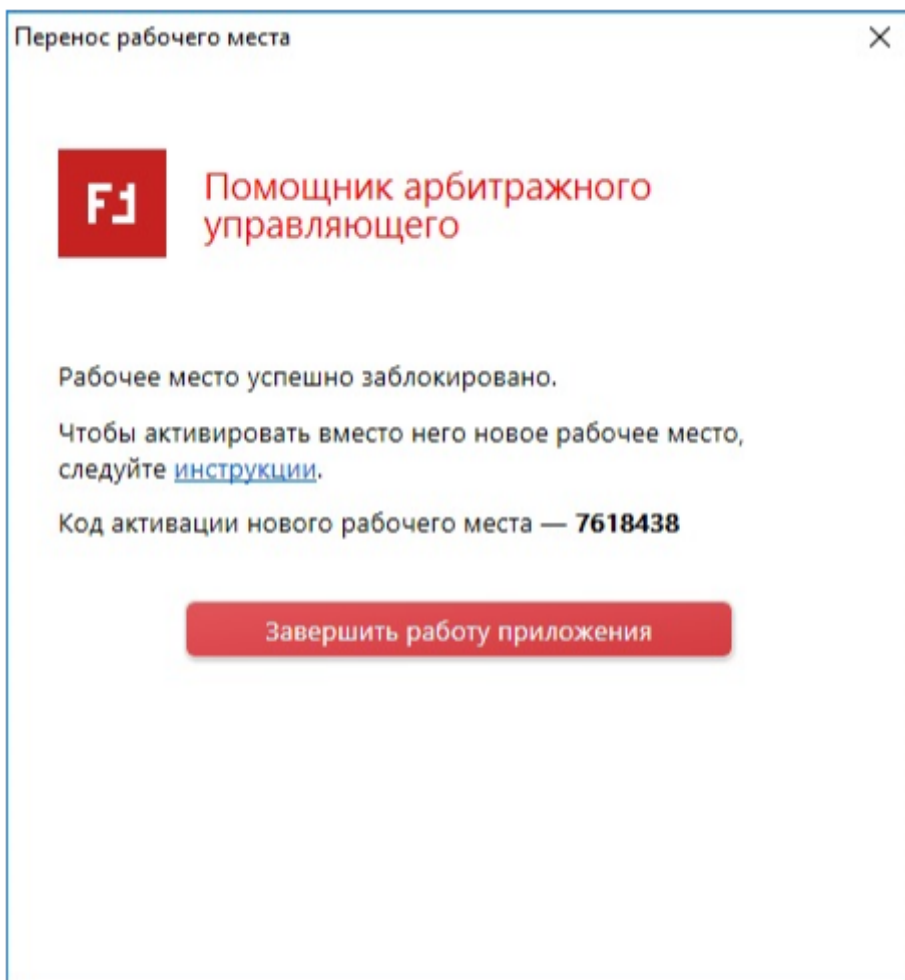 Перенос рабочего места
Помощник арбитражного
управляющего
Рабочее место успешно заблокировано.
Чтобы активировать вместо него новое рабочее место,
следуйте инструкции.
Код активации нового рабочего места — 7618438
Завершить работу приложения